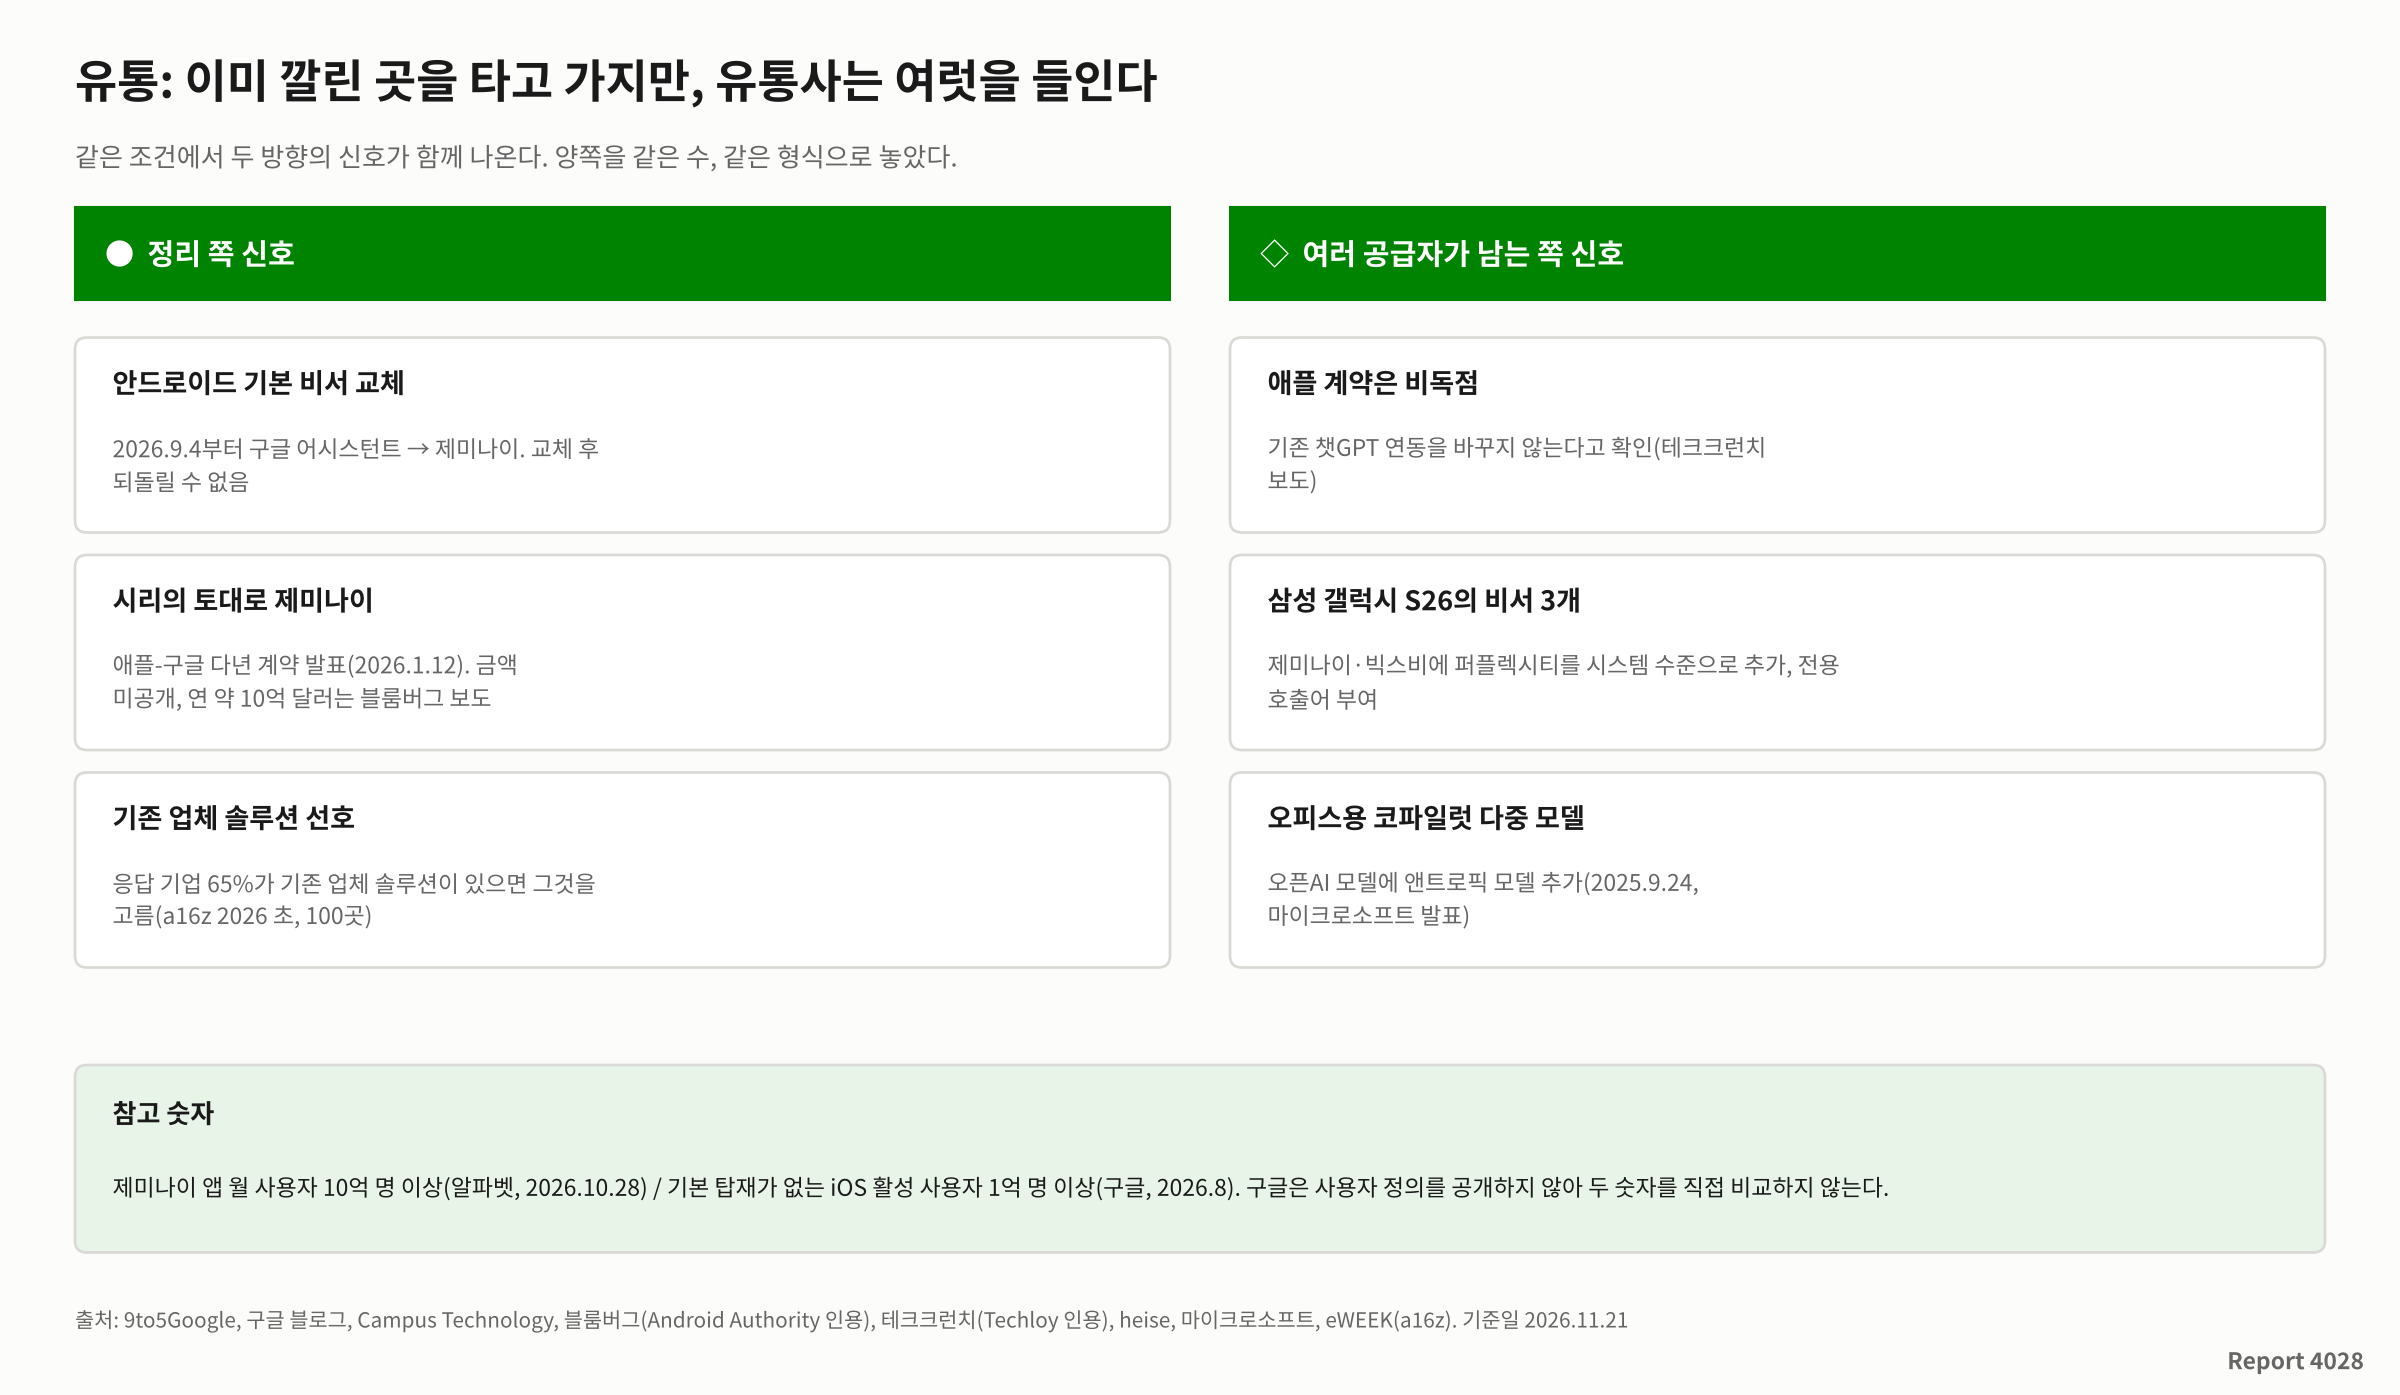 유통: 이미 깔린 곳을 타고 가지만, 유통사는 여럿을 들인다
같은 조건에서 두 방향의 신호가 함께 나온다. 양쪽을 같은 수, 같은 형식으로 놓았다.
● 정리 쪽 신호
안드로이드 기본 비서 교체
2026.9.4부터 구글 어시스턴트 → 제미나이. 교체 후
되돌릴 수 없음
시리의 토대로 제미나이
애플-구글 다년 계약 발표(2026.1.12). 금액
미공개, 연 약 10억 달러는 블룸버그 보도
기존 업체 솔루션 선호
응답 기업 65%가 기존 업체 솔루션이 있으면 그것을
고름(a16z 2026 초, 100곳)
◇ 여러 공급자가 남는 쪽 신호
애플 계약은 비독점
기존 챗GPT 연동을 바꾸지 않는다고 확인(테크크런치
보도)
삼성 갤럭시 S26의 비서 3개
제미나이·빅스비에 퍼플렉시티를 시스템 수준으로 추가, 전용
호출어 부여
오피스용 코파일럿 다중 모델
오픈AI 모델에 앤트로픽 모델 추가(2025.9.24,
마이크로소프트 발표)
참고 숫자
제미나이 앱 월 사용자 10억 명 이상(알파벳, 2026.10.28) / 기본 탑재가 없는 iOS 활성 사용자 1억 명 이상(구글, 2026.8). 구글은 사용자 정의를 공개하지 않아 두 숫자를 직접 비교하지 않는다.
출처: 9to5Google, 구글 블로그, Campus Technology, 블룸버그(Android Authority 인용), 테크크런치(Techloy 인용), heise, 마이크로소프트, eWEEK(a16z). 기준일 2026.11.21
Report 4028